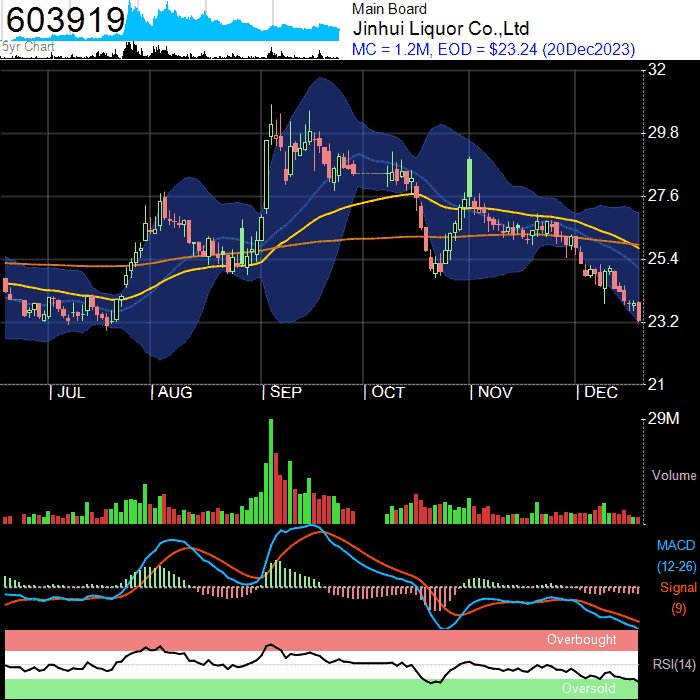 603919
5yr Chart
Main Board
Jinhui Liquor Co.,Ltd
MC = 1.2M, EOD = $23.24 (20Dec2023)
32
29.8
27.6
25.4
23.2
21
JUL AUG SEP OCT NOV DEC
29M
Volume
MACD
(12-26)
Signal
(9)
Overbought
RSI(14)
Oversold